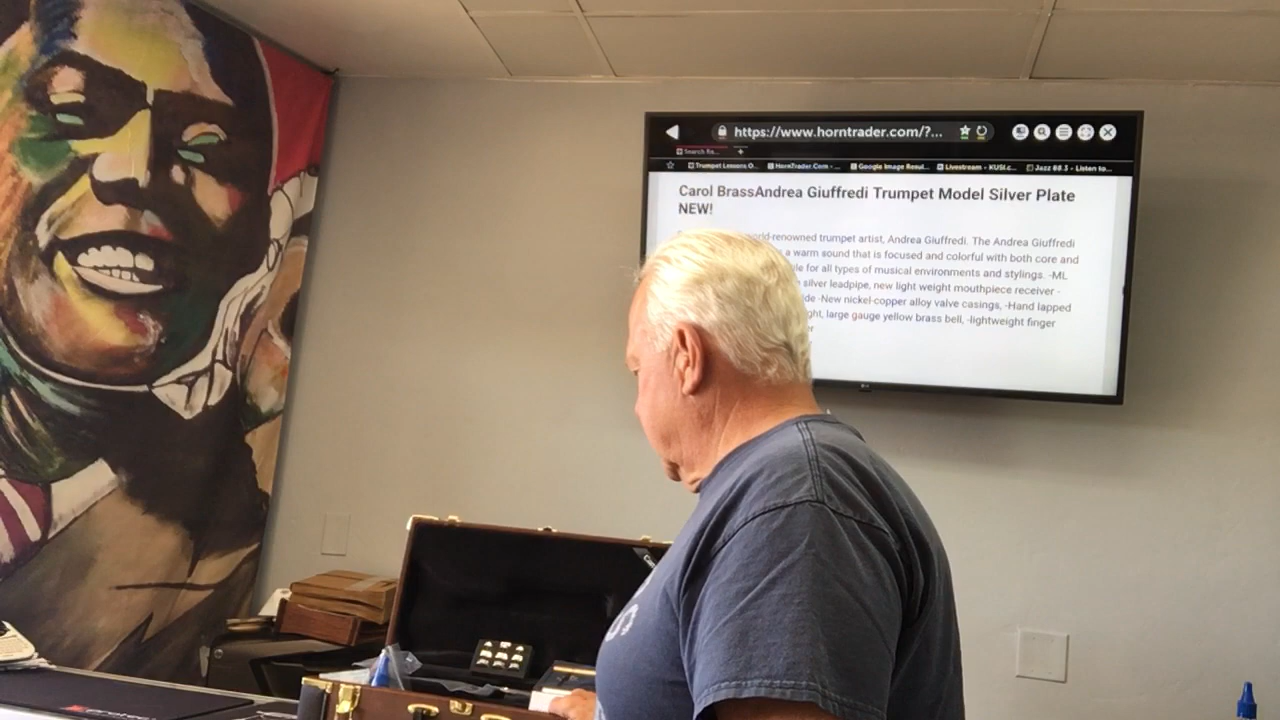 https://www.horntrader.com/?...
Search Re...
Trumpet Lessons O... HornTrader.Com - ... Google Image Resul... Livestream - KUSI.c... Jazz 88.3 - Listen to...
Carol BrassAndrea Giuffredi Trumpet Model Silver Plate
NEW!
world-renowned trumpet artist, Andrea Giuffredi. The Andrea Giuffredi
a warm sound that is focused and colorful with both core and
for all types of musical environments and stylings. -ML
silver leadpipe, new light weight mouthpiece receiver -
-New nickel-copper alloy valve casings, -Hand lapped
large gauge yellow brass bell, -lightweight finger